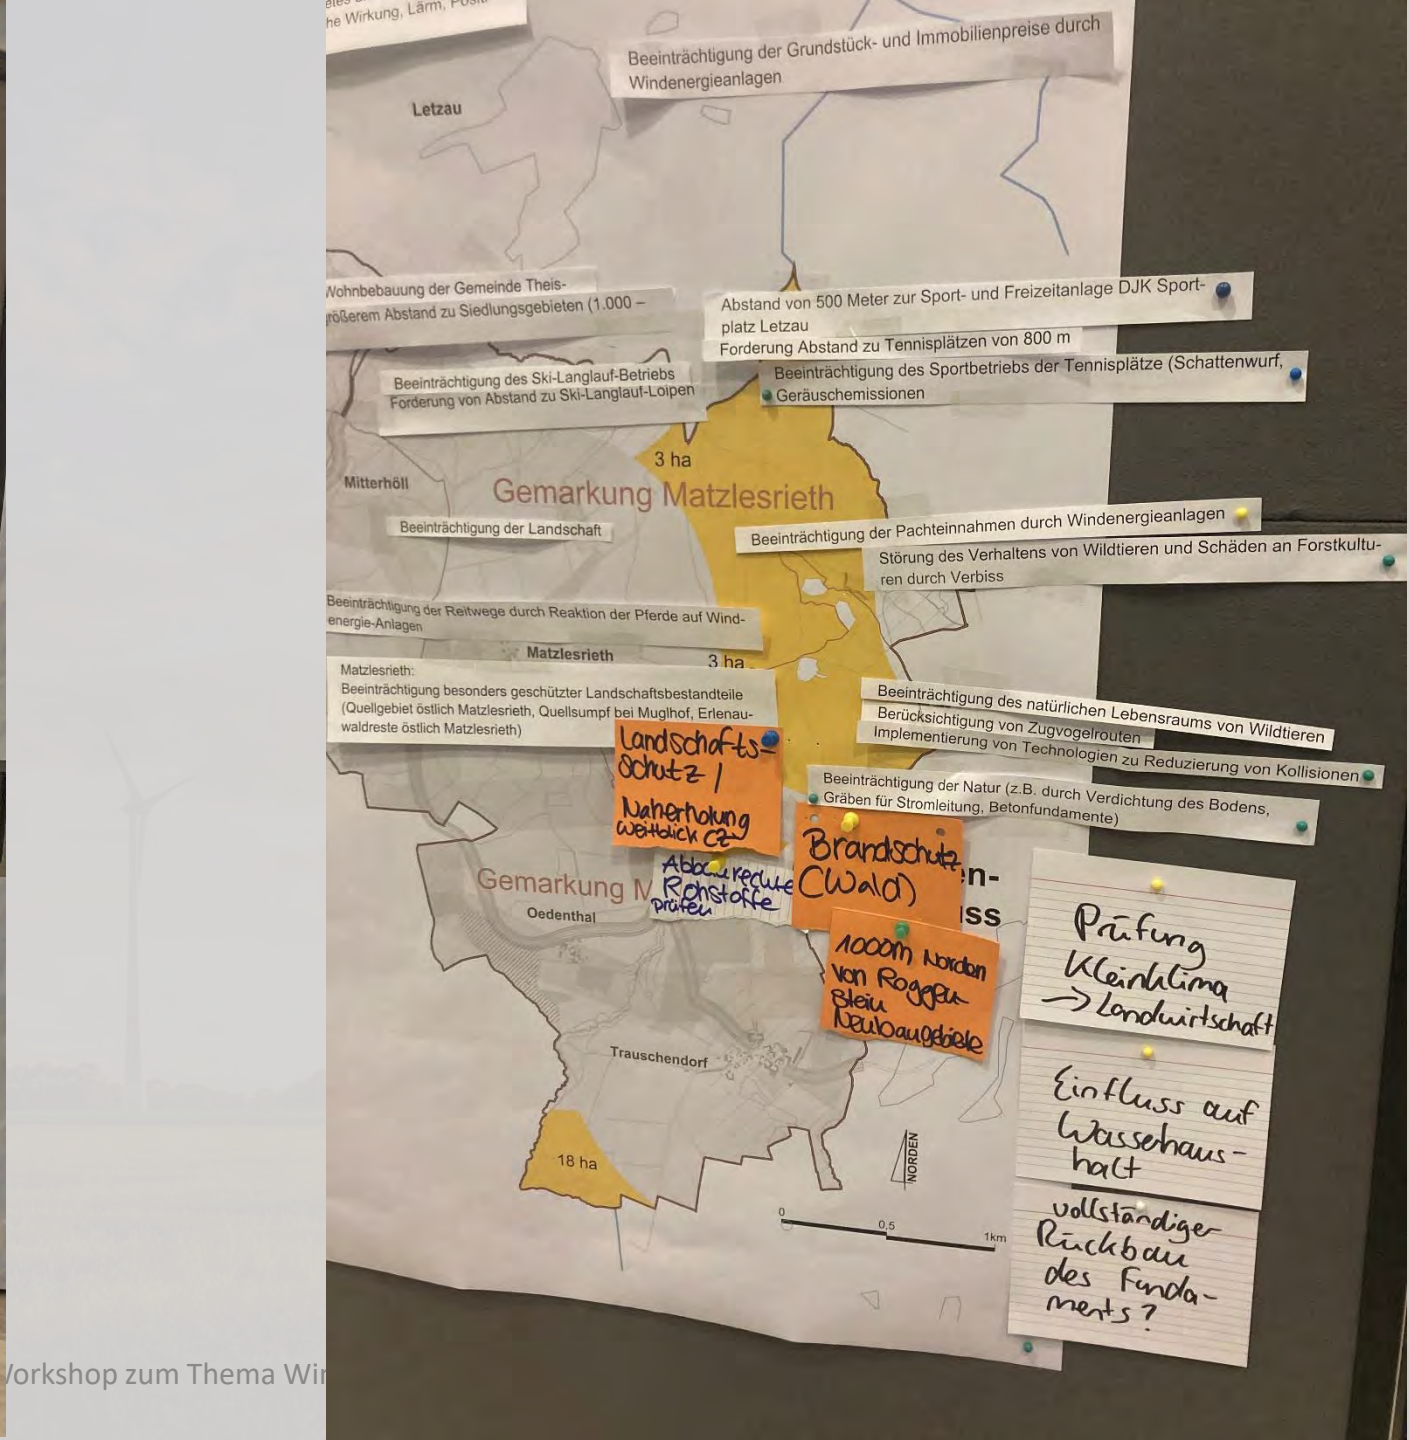 he Wirkung, Lärm,
Beeinträchtigung der Grundstück- und Immobilienpreise durch
Windenergieanlagen
Letzau
Wohnbebauung der Gemeinde Theis-
größerem Abstand zu Siedlungsgebieten (1.000 –
Abstand von 500 Meter zur Sport- und Freizeitanlage DJK Sport-
platz Letzau
Forderung Abstand zu Tennisplätzen von 800 m
Beeinträchtigung des Sportbetriebs der Tennisplätze (Schattenwurf,
Geräuschemissionen
Beeinträchtigung des Ski-Langlauf-Betriebs
Forderung von Abstand zu Ski-Langlauf-Loipen
3 ha
Mitterhöll
Gemarkung Matzlesrieth
Beeinträchtigung der Landschaft
Beeinträchtigung der Pachteinnahmen durch Windenergieanlagen
Störung des Verhaltens von Wildtieren und Schäden an Forstkultu-
ren durch Verbiss
Beeinträchtigung der Reitwege durch Reaktion der Pferde auf Wind-
energie-Anlagen
Matzlesrieth
3 ha
Matzlesrieth:
Beeinträchtigung besonders geschützter Landschaftsbestandteile
(Quellgebiet östlich Matzlesrieth, Quellsumpf bei Muglhof, Erlenau-
waldreste östlich Matzlesrieth)
Beeinträchtigung des natürlichen Lebensraums von Wildtieren
Berücksichtigung von Zugvogelrouten
Implementierung von Technologien zu Reduzierung von Kollisionen
Beeinträchtigung der Natur (z.B. durch Verdichtung des Bodens,
Gräben für Stromleitung, Betonfundamente)
Landschafts-
Schutz /
Naherholung
Weitblick CZ
Abbaurechte
Rohstoffe
prüfen
Brandschutz
(Wald)
en-
ss
Gemarkung M
Oedenthal
1000m Norden
von Roggen-
stein
Neubaugebiete
Prüfung
Kleinklima
→ Landwirtschaft
Einfluss auf
Wasserhaus-
halt
vollständiger
Rückbau
des Funda-
ments?
Trauschendorf
18 ha
NORDEN
0 0,5 1km
Workshop zum Thema Win